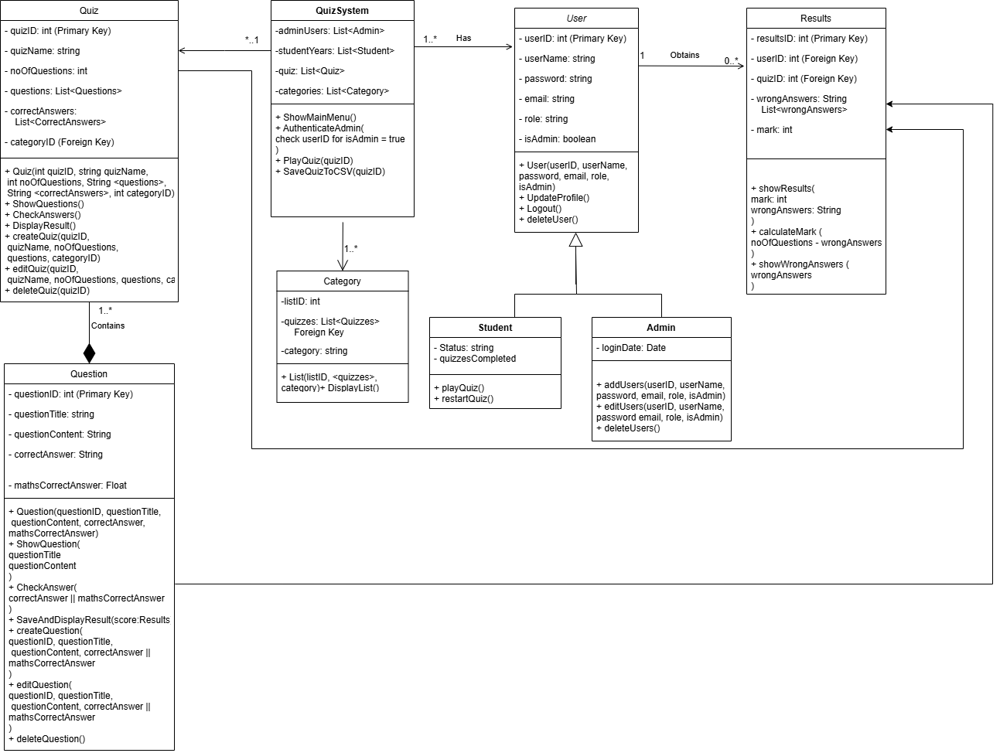 Quiz
- quizID: int (Primary Key)
- quizName: string
- noOfQuestions: int
- questions: List<Questions>
- correctAnswers:
List<CorrectAnswers>
- categoryID (Foreign Key)
+ Quiz(int quizID, string quizName,
int noOfQuestions, String <questions>,
String <correctAnswers>, int categoryID)
+ ShowQuestions()
+ CheckAnswers()
+ DisplayResult()
+ createQuiz(quizID,
quizName, noOfQuestions,
questions, categoryID)
+ editQuiz(quizID,
quizName, noOfQuestions, questions, ca
+ deleteQuiz(quizID)
*..1
QuizSystem
-adminUsers: List<Admin>
-studentYears: List<Student>
-quiz: List<Quiz>
-categories: List<Category>
+ ShowMainMenu()
+ AuthenticateAdmin(
check userID for isAdmin = true
)
+ PlayQuiz(quizID)
+ SaveQuizToCSV(quizID)
1..*
Has
User
- userID: int (Primary Key)
- userName: string
- password: string
- email: string
- role: string
- isAdmin: boolean
+ User(userID, userName,
password, email, role,
isAdmin)
+ UpdateProfile()
+ Logout()
+ deleteUser()
1
Obtains
0..*
Results
- resultsID: int (Primary Key)
- userID: int (Foreign Key)
- quizID: int (Foreign Key)
- wrongAnswers: String
List<wrongAnswers>
- mark: int
+ showResults(
mark: int
wrongAnswers: String
)
+ calculateMark (
noOfQuestions - wrongAnswers
)
+ showWrongAnswers (
wrongAnswers
)
1..*
Category
-listID: int
-quizzes: List<Quizzes>
Foreign Key
-category: string
+ List(listID, <quizzes>,
category)+ DisplayList()
Student
- Status: string
- quizzesCompleted
+ playQuiz()
+ restartQuiz()
Admin
- loginDate: Date
+ addUsers(userID, userName,
password, email, role, isAdmin)
+ editUsers(userID, userName,
password email, role, isAdmin)
+ deleteUsers()
1..*
Contains
Question
- questionID: int (Primary Key)
- questionTitle: string
- questionContent: String
- correctAnswer: String
- mathsCorrectAnswer: Float
+ Question(questionID, questionTitle,
questionContent, correctAnswer,
mathsCorrectAnswer)
+ ShowQuestion(
questionTitle
questionContent
)
+ CheckAnswer(
correctAnswer || mathsCorrectAnswer
)
+ SaveAndDisplayResult(score:Results
+ createQuestion(
questionID, questionTitle,
questionContent, correctAnswer ||
mathsCorrectAnswer
)
+ editQuestion(
questionID, questionTitle,
questionContent, correctAnswer ||
mathsCorrectAnswer
)
+ deleteQuestion()